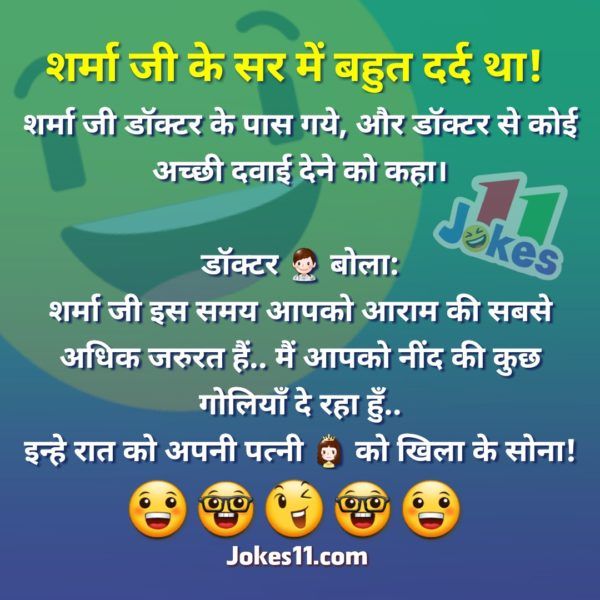 शर्मा जी के सर में बहुत दर्द था!
शर्मा जी डॉक्टर के पास गये, और डॉक्टर से कोई
अच्छी दवाई देने को कहा।
11
Jokes
डॉक्टर बोला:
शर्मा जी इस समय आपको आराम की सबसे
अधिक जरुरत हैं.. मैं आपको नींद की कुछ
गोलियाँ दे रहा हुँ..
इन्हे रात को अपनी पत्नी को खिला के सोना!
Jokes11.com